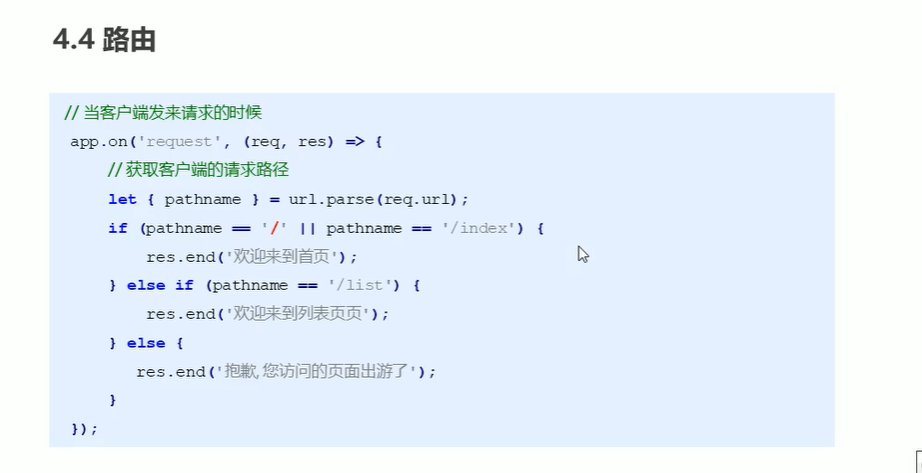 4.4 路由
// 当客户端发来请求的时候
app.on('request', (req, res) => {
// 获取客户端的请求路径
let { pathname } = url.parse(req.url);
if (pathname == '/' || pathname == '/index') {
res.end('欢迎来到首页');
} else if (pathname == '/list') {
res.end('欢迎来到列表页页');
} else {
res.end('抱歉,您访问的页面出游了');
}
});